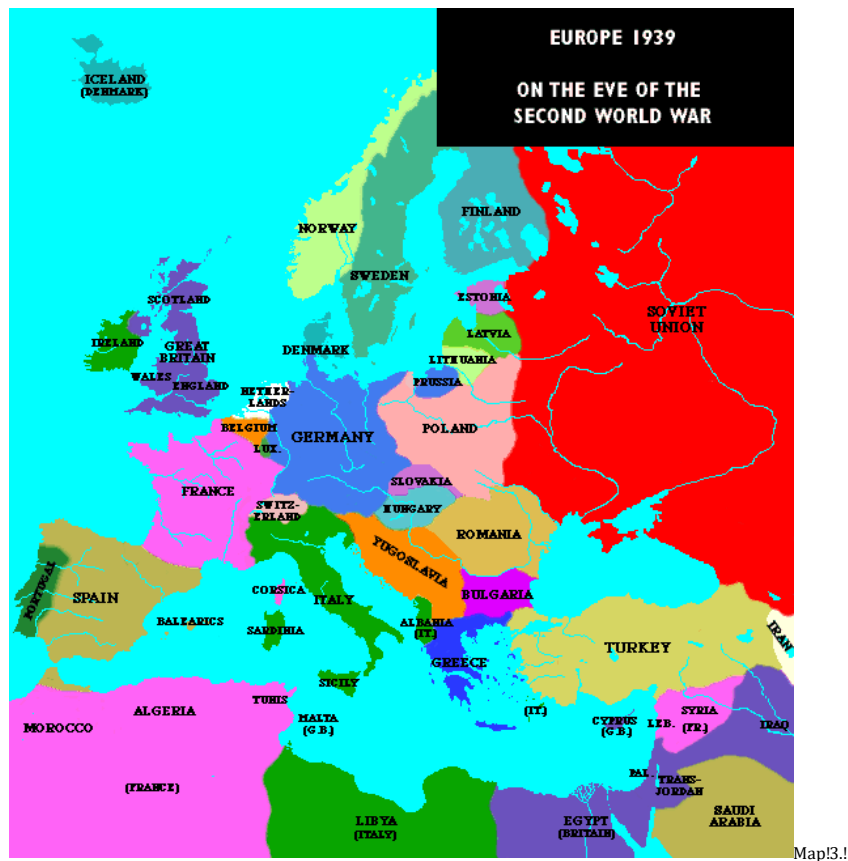 EUROPE 1939
ON THE EVE OF THE
SECOND WORLD WAR
ICELAND
(DENMARK)
NORWAY
FINLAND
SWEDEN
ESTONIA
SCOTLAND
SOVIET
UNION
LATVIA
IRELAND
GREAT
BRITAIN
DENMARK
LITHUANIA
WALES
ENGLAND
PRUSSIA
NETHER-
LANDS
BELGIUM
GERMANY
POLAND
LUX.
SLOVAKIA
FRANCE
SWITZ-
ERLAND
HUNGARY
ROMANIA
YUGOSLAVIA
PORTUGAL
SPAIN
CORSICA
ITALY
BULGARIA
BALEARICS
SARDINIA
ALBANIA
(IT.)
TURKEY
IRAN
GREECE
SICILY
TUNIS
ALGERIA
MOROCCO
MALTA
(G.B.)
(IT.)
CYPRUS
(G.B.)
LEB.
SYRIA
(FR.)
IRAQ
PAL.
TRANS-
JORDAN
(FRANCE)
LIBYA
(ITALY)
EGYPT
(BRITAIN)
SAUDI
ARABIA
Map!3.!